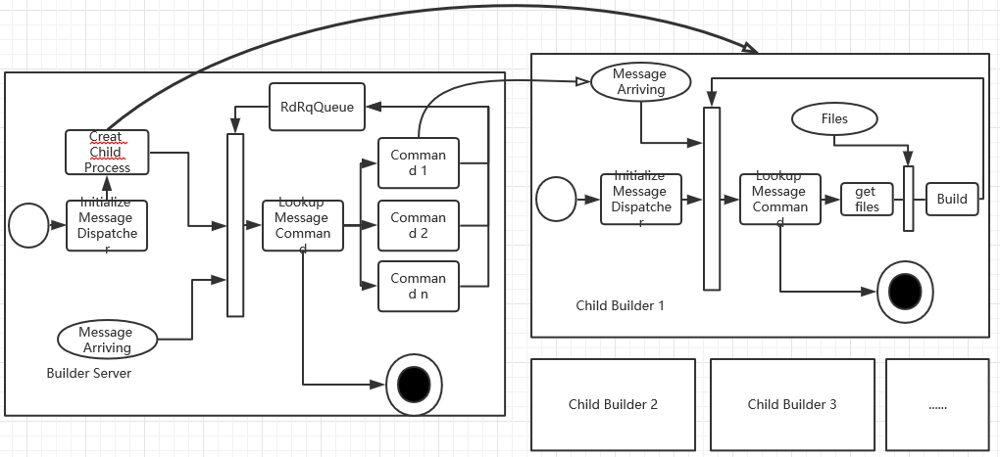 RdRqQueue
Creat
Child
Process
Initialize
Message
Dispatche
r
Lookup
Message
Comman
d
Comman
d 1
Comman
d 2
Comman
d n
Message
Arriving
Builder Server
Message
Arriving
Files
Initialize
Message
Dispatche
r
Lookup
Message
Comman
d
get
files
Build
Child Builder 1
Child Builder 2
Child Builder 3
......